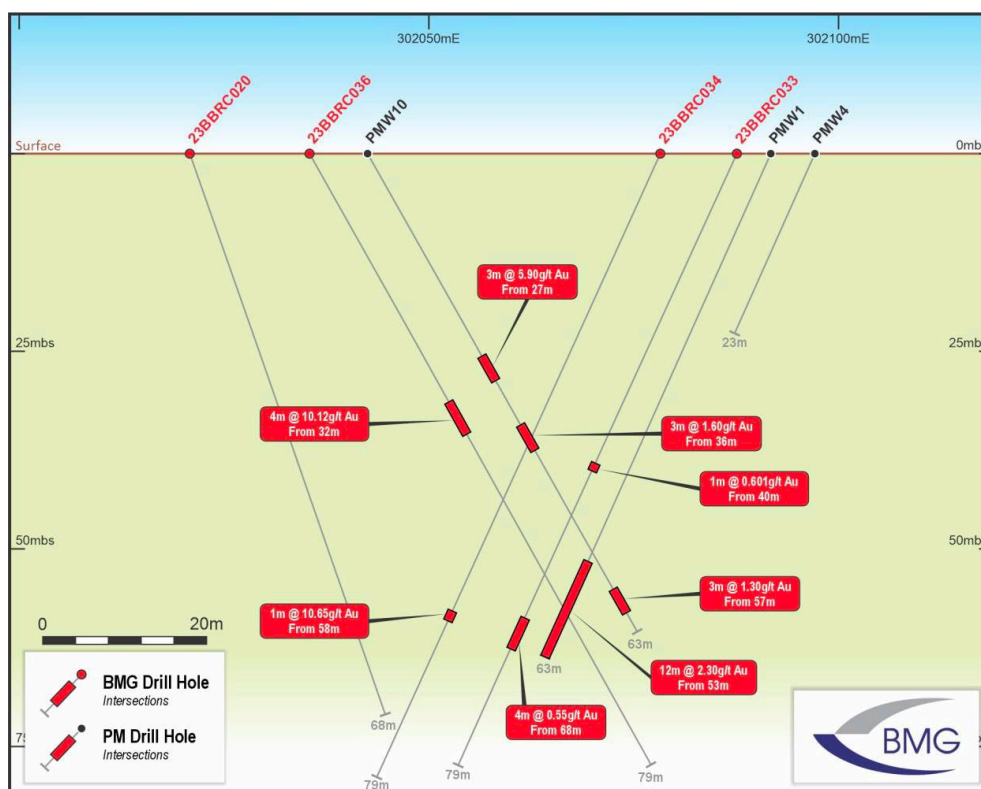 302050mE
302100mE
23BBRC020
23BBRC036
PMW10
23BBRC034
23BBRC033
PMW1
PMW4
Surface
0mb
3m @ 5.90g/t Au
From 27m
23m
25mbs
25mb
4m @ 10.12g/t Au
From 32m
3m @ 1.60g/t Au
From 36m
1m @ 0.601g/t Au
From 40m
50mbs
50mb
3m @ 1.30g/t Au
From 57m
1m @ 10.65g/t Au
From 58m
63m
63m
12m @ 2.30g/t Au
From 53m
4m @ 0.55g/t Au
From 68m
0
20m
BMG Drill Hole
Intersections
PM Drill Hole
Intersections
68m
79m
79m
79m
BMG